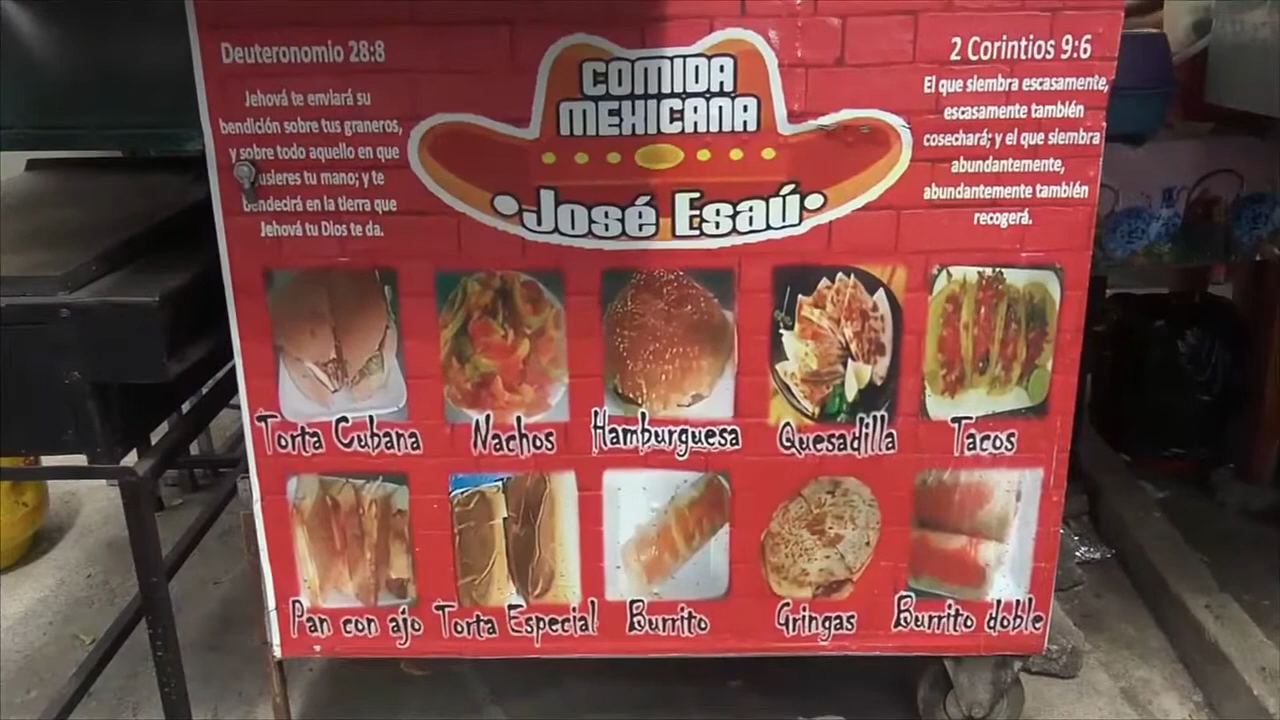 Deuteronomio 28:8
Jehová te enviará su
bendición sobre tus graneros,
y sobre todo aquello en que
usieres tu mano; y te
bendecirá en la tierra que
Jehová tu DIos te da.
COMIDA
MEXICANA
•José Esaú•
2 Corintios 9:6
El que siembra escasamente,
escasamente también
cosechará; y el que siembra
abundantemente,
abundantemente también
recogerá.
Torta Cubana
Nachos
Hamburguesa
Quesadilla
Tacos
Pan con ajo
Torta Especial
Burrito
Gringas
Burrito doble